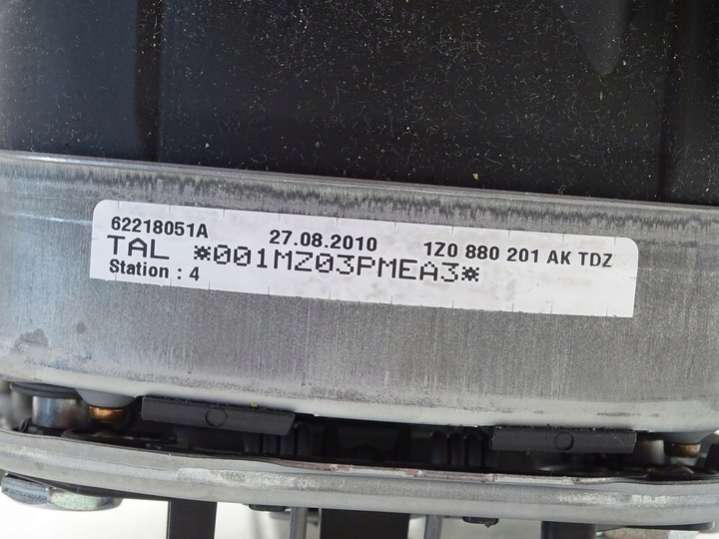 62218051A 27.08.2010 1Z0 880 201 AK TDZ
TAL *001MZ03PMEA3*
Station : 4